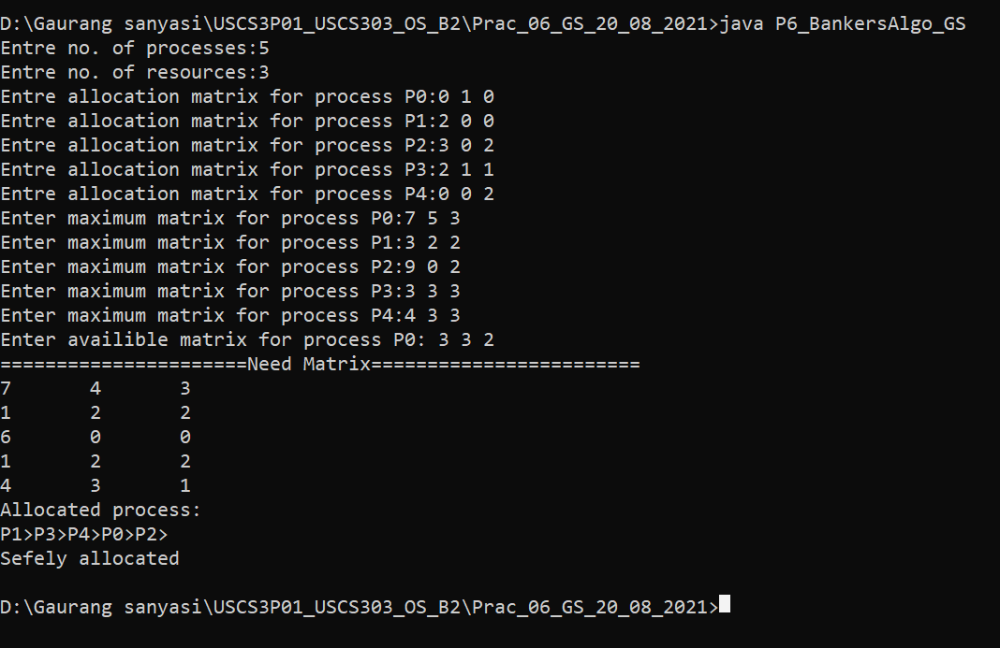 D:\Gaurang sanyasi\USCS3P01_USCS303_OS_B2\Prac_06_GS_20_08_2021>java P6_BankersAlgo_GS
Entre no. of processes:5
Entre no. of resources:3
Entre allocation matrix for process P0:0 1 0
Entre allocation matrix for process P1:2 0 0
Entre allocation matrix for process P2:3 0 2
Entre allocation matrix for process P3:2 1 1
Entre allocation matrix for process P4:0 0 2
Enter maximum matrix for process P0:7 5 3
Enter maximum matrix for process P1:3 2 2
Enter maximum matrix for process P2:9 0 2
Enter maximum matrix for process P3:3 3 3
Enter maximum matrix for process P4:4 3 3
Enter availible matrix for process P0: 3 3 2
======================Need Matrix========================
7 4 3
1 2 2
6 0 0
1 2 2
4 3 1
Allocated process:
P1>P3>P4>P0>P2>
Sefely allocated
D:\Gaurang sanyasi\USCS3P01_USCS303_OS_B2\Prac_06_GS_20_08_2021>